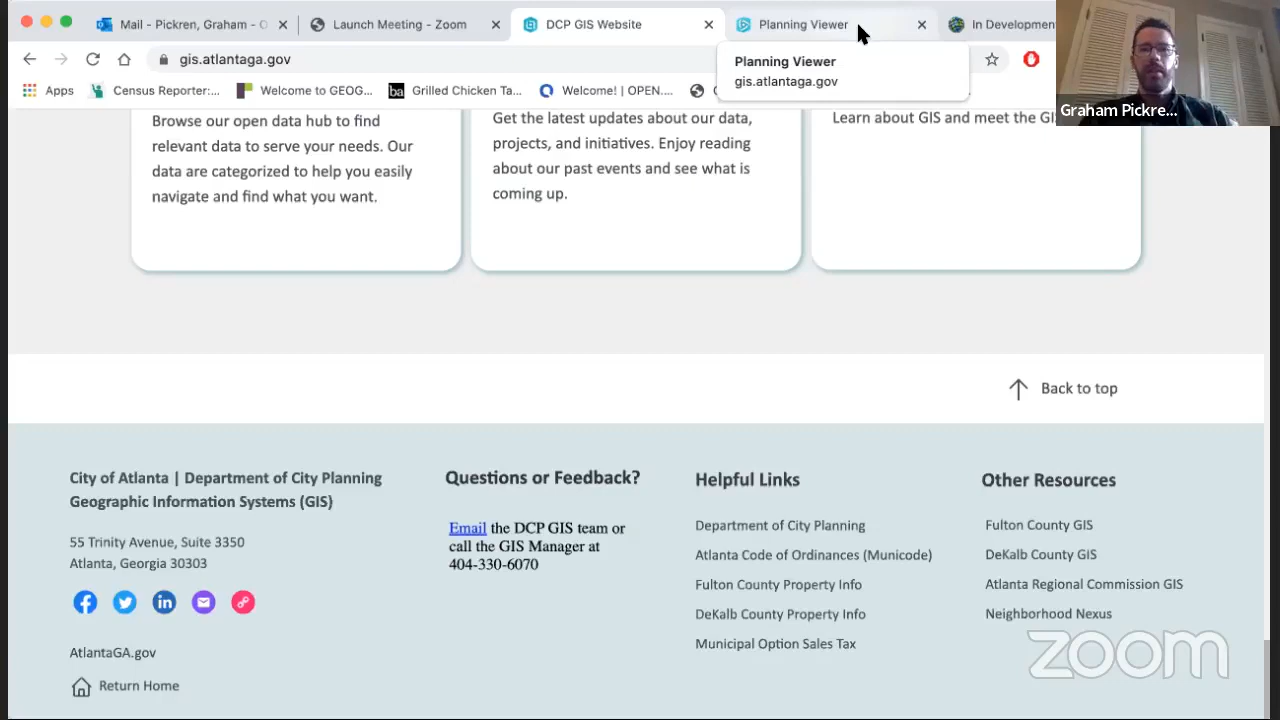 Mail - Pickren, Graham - O
Launch Meeting - Zoom
DCP GIS Website
Planning Viewer
In Development
gis.atlantaga.gov
Planning Viewer
gis.atlantaga.gov
Graham Pickre...
Apps
Census Reporter:...
Welcome to GEOG...
ba
Grilled Chicken Ta...
Welcome! | OPEN....
Browse our open data hub to find
relevant data to serve your needs. Our
data are categorized to help you easily
navigate and find what you want.
Get the latest updates about our data,
projects, and initiatives. Enjoy reading
about our past events and see what is
coming up.
Learn about GIS and meet the GIS
Back to top
City of Atlanta | Department of City Planning
Geographic Information Systems (GIS)
55 Trinity Avenue, Suite 3350
Atlanta, Georgia 30303
AtlantaGA.gov
Return Home
Questions or Feedback?
Email the DCP GIS team or
call the GIS Manager at
404-330-6070
Helpful Links
Department of City Planning
Atlanta Code of Ordinances (Municode)
Fulton County Property Info
DeKalb County Property Info
Municipal Option Sales Tax
Other Resources
Fulton County GIS
DeKalb County GIS
Atlanta Regional Commission GIS
Neighborhood Nexus
zoom